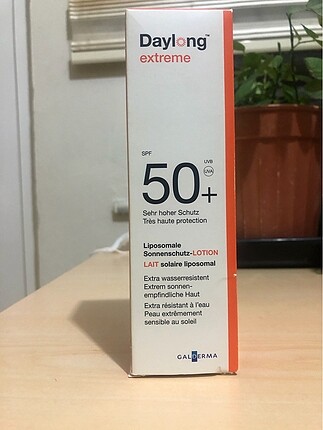 Daylong™
extreme
SPF
50+
UVB
UVA
Sehr hoher Schutz
Très haute protection
Liposomale
Sonnenschutz-LOTION
LAIT solaire liposomal
Extra wasserresistent
Extrem sonnen-
empfindliche Haut
Extra résistant à l'eau
Peau extrêmement
sensible au soleil
GALDERMA